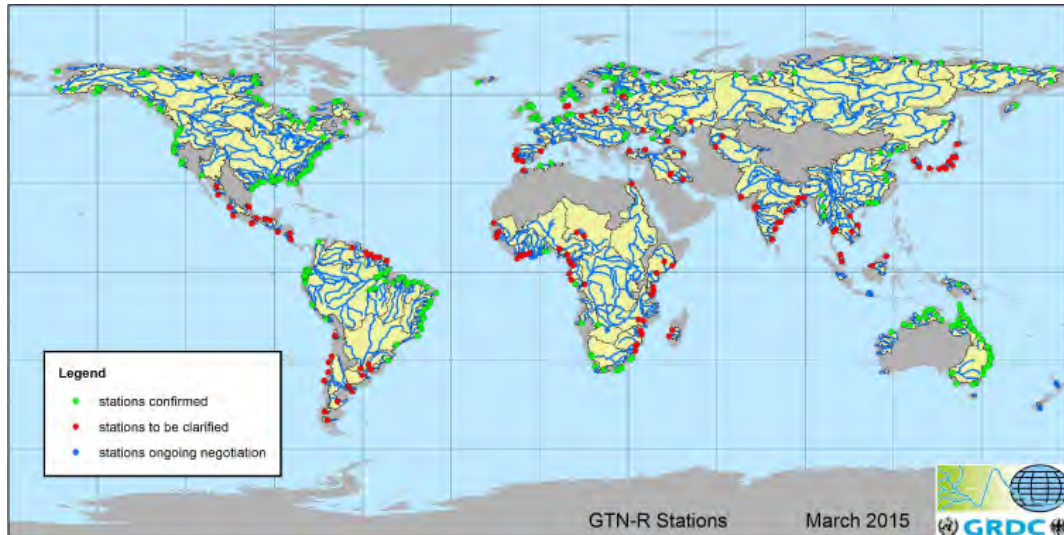 Legend
stations confirmed
stations to be clarified
stations ongoing negotiation
GTN-R Stations
March 2015
GRDC